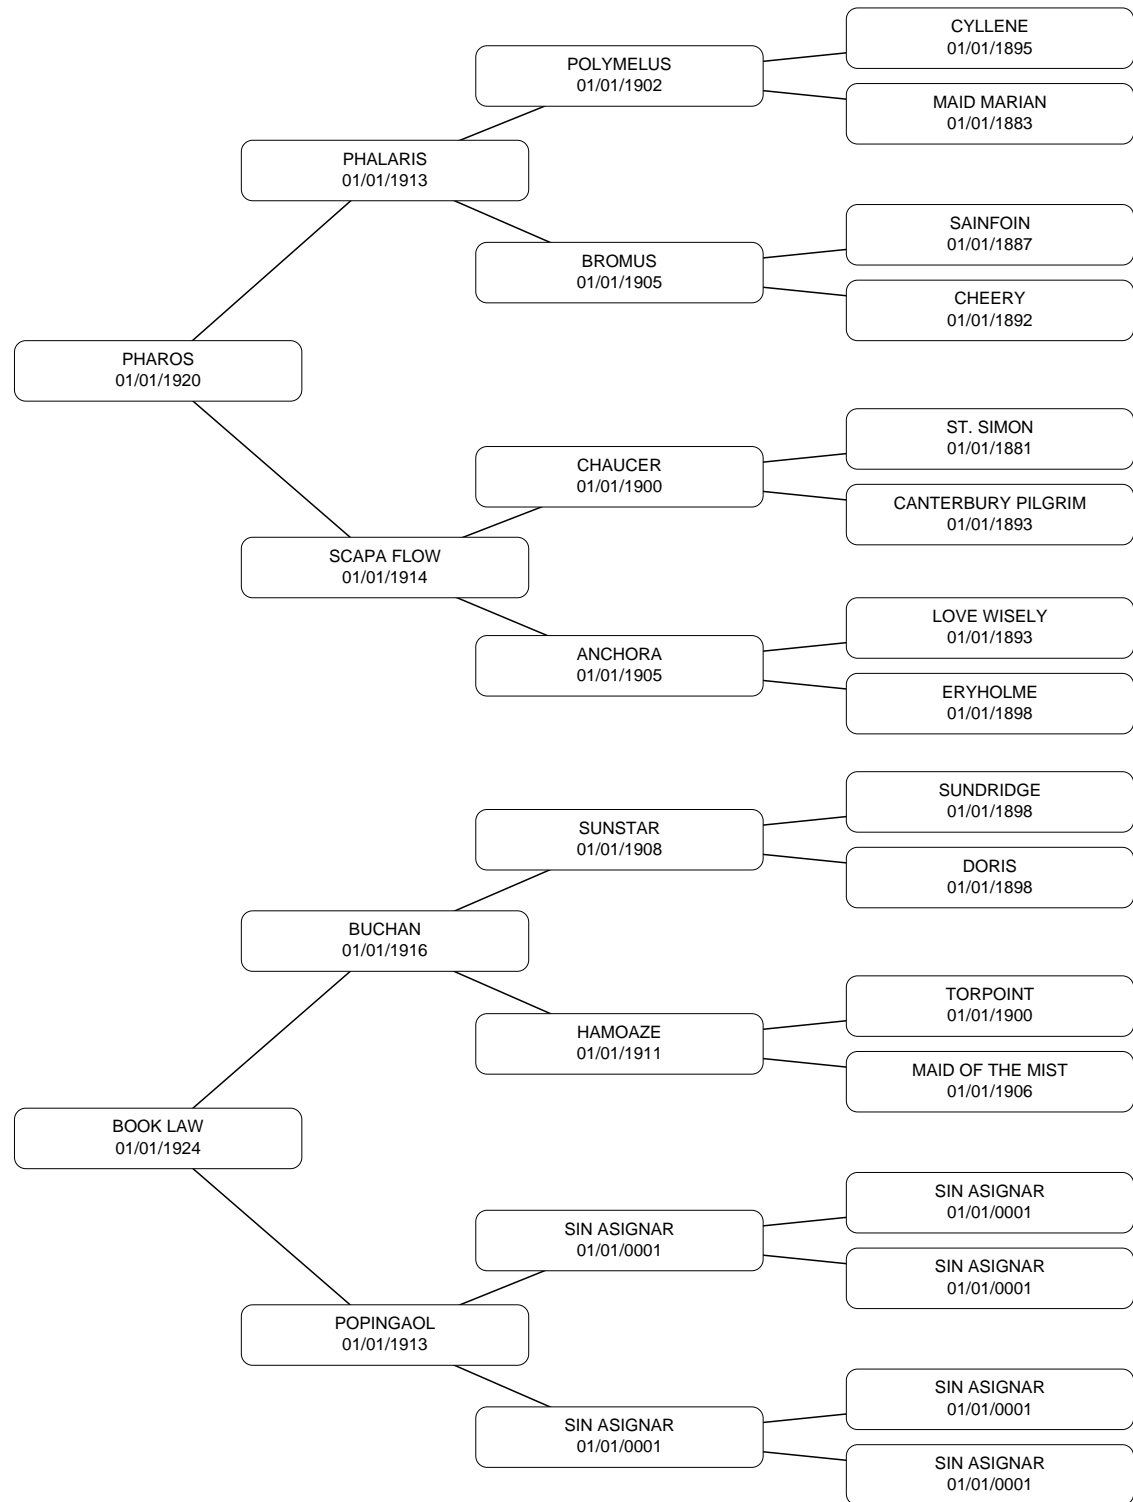 CYLLENE
01/01/1895
POLYMELUS
01/01/1902
MAID MARIAN
01/01/1883
PHALARIS
01/01/1913
SAINFOIN
01/01/1887
BROMUS
01/01/1905
CHEERY
01/01/1892
PHAROS
01/01/1920
ST. SIMON
01/01/1881
CHAUCER
01/01/1900
CANTERBURY PILGRIM
01/01/1893
SCAPA FLOW
01/01/1914
LOVE WISELY
01/01/1893
ANCHORA
01/01/1905
ERYHOLME
01/01/1898
SUNDRIDGE
01/01/1898
SUNSTAR
01/01/1908
DORIS
01/01/1898
BUCHAN
01/01/1916
TORPOINT
01/01/1900
HAMOAZE
01/01/1911
MAID OF THE MIST
01/01/1906
BOOK LAW
01/01/1924
SIN ASIGNAR
01/01/0001
SIN ASIGNAR
01/01/0001
SIN ASIGNAR
01/01/0001
POPINGAOL
01/01/1913
SIN ASIGNAR
01/01/0001
SIN ASIGNAR
01/01/0001
SIN ASIGNAR
01/01/0001